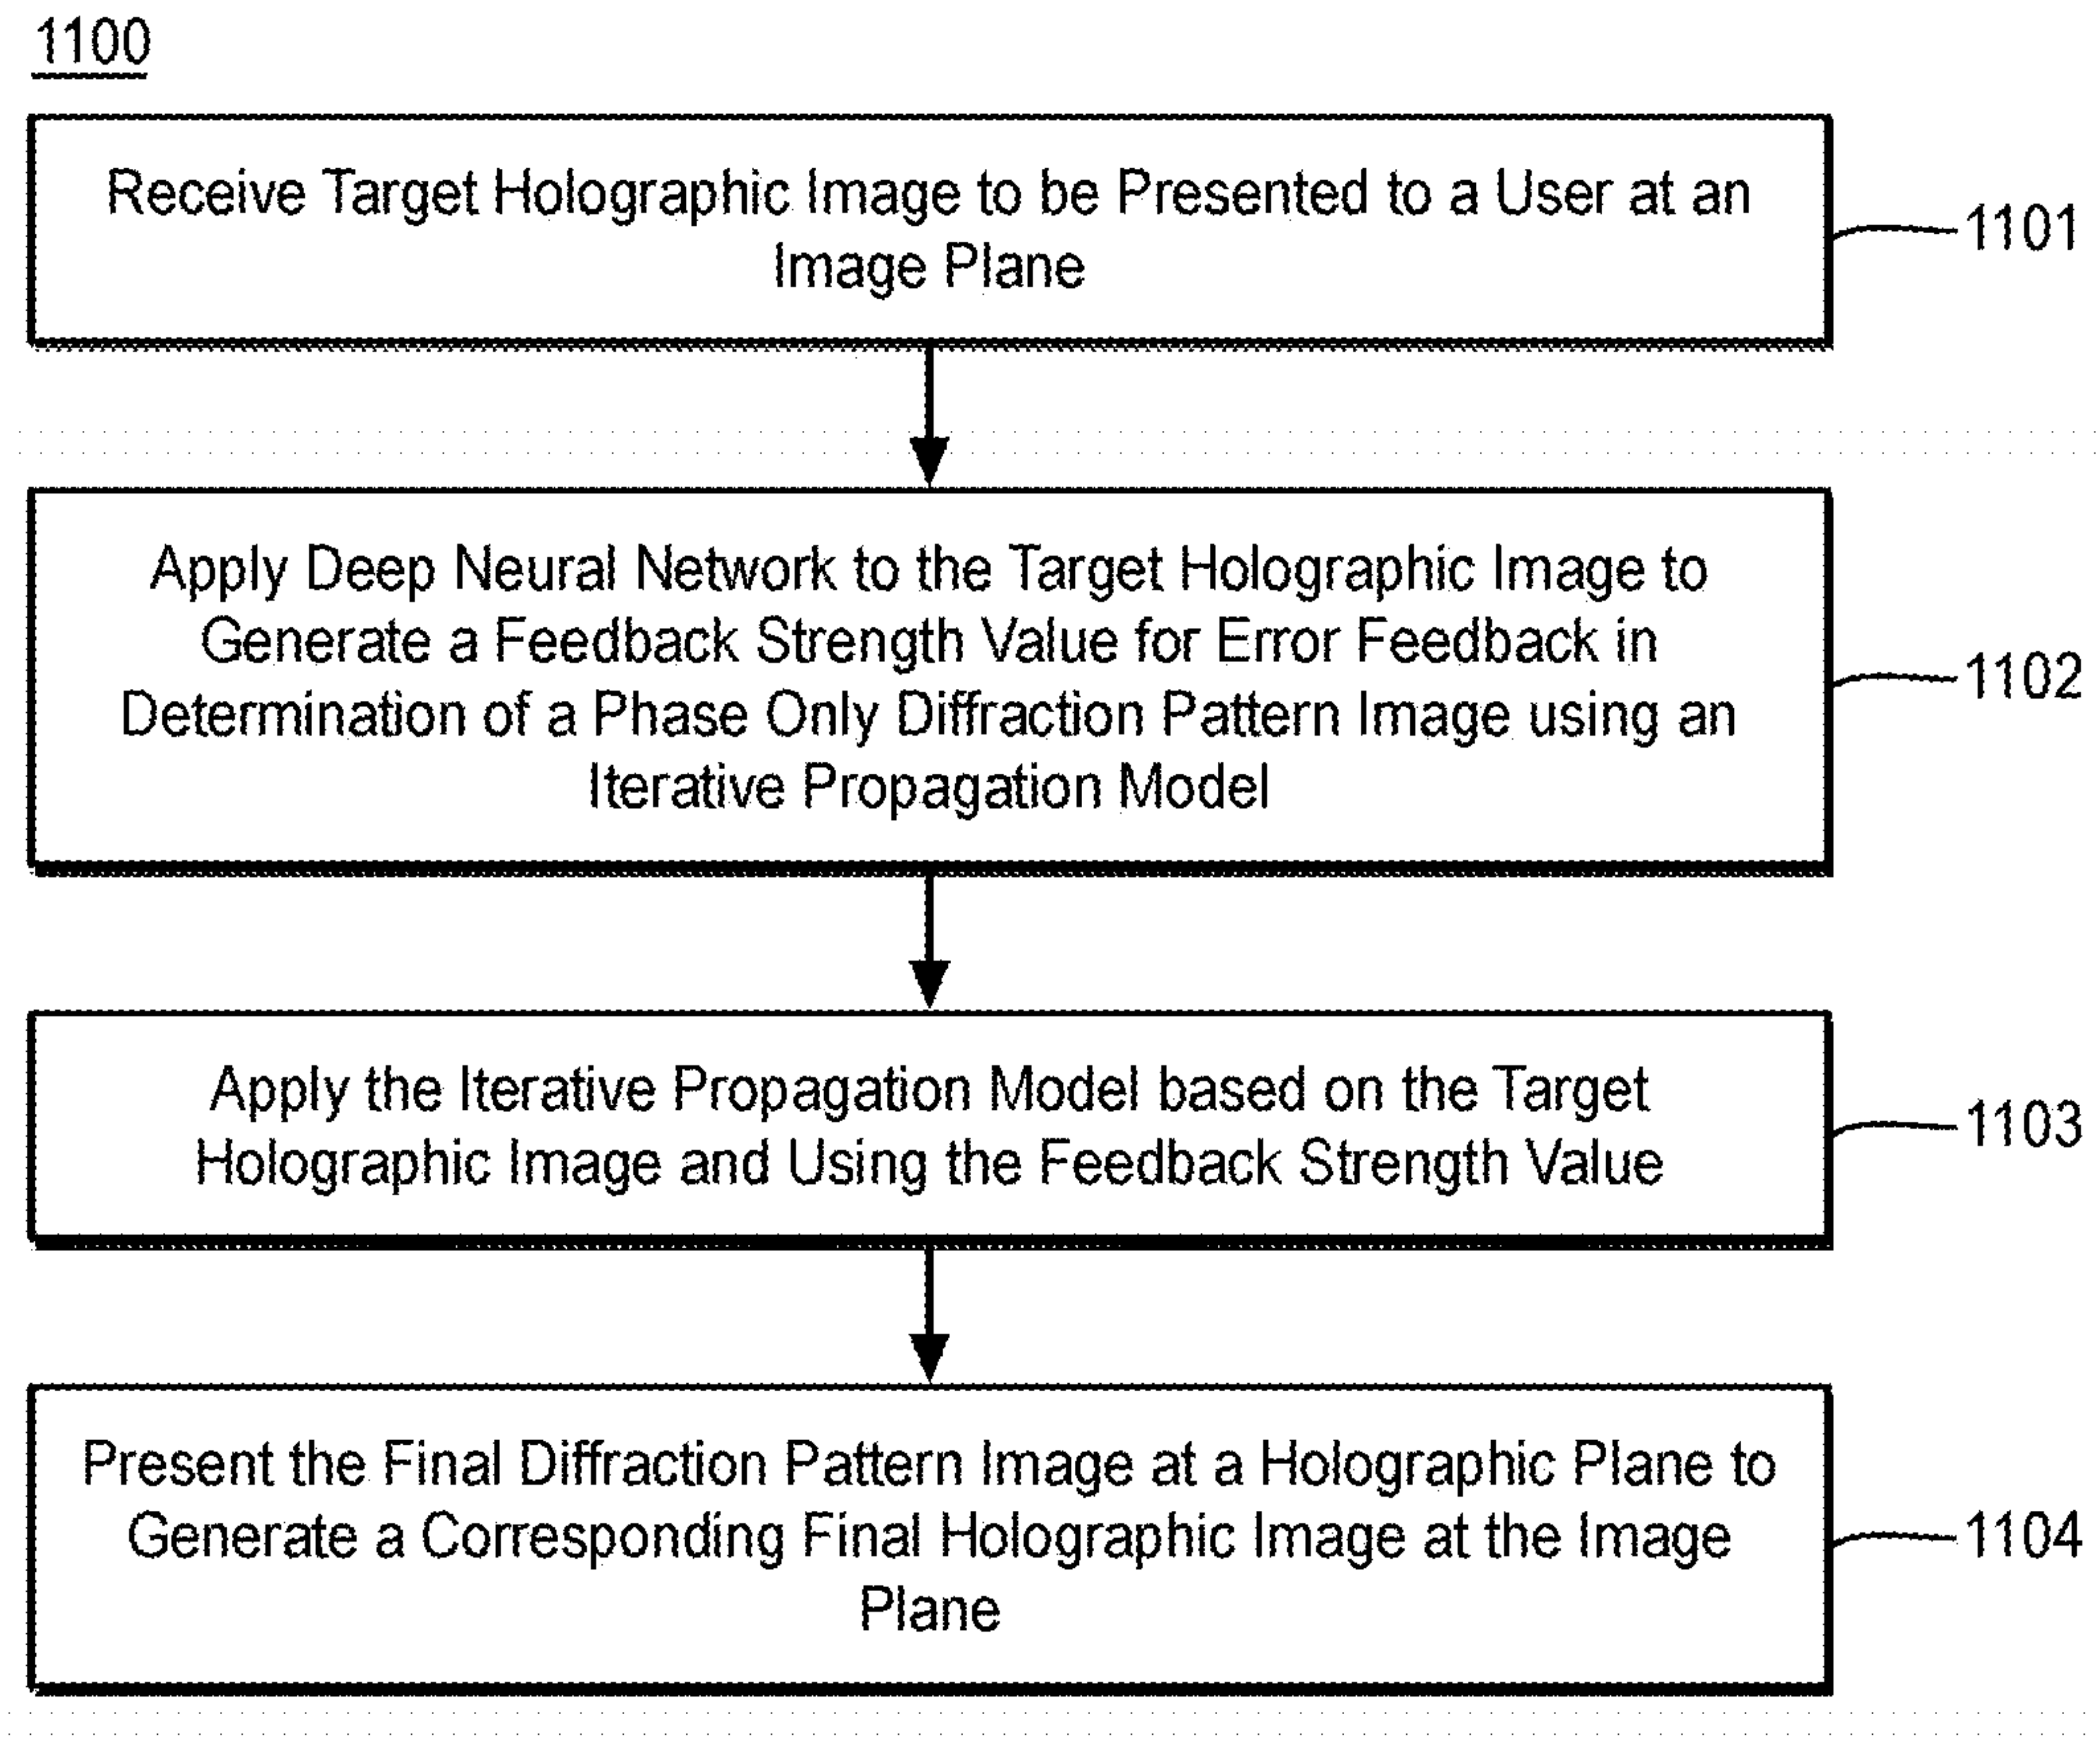 1100
Receive Target Holographic Image to be Presented to a User at an
Image Plane
1101
Apply Deep Neural Network to the Target Holographic Image to
Generate a Feedback Strength Value for Error Feedback in
Determination of a Phase Only Diffraction Pattern Image using an
Iterative Propagation Model
1102
Apply the Iterative Propagation Model based on the Target
Holographic Image and Using the Feedback Strength Value
1103
Present the Final Diffraction Pattern Image at a Holographic Plane to
Generate a Corresponding Final Holographic Image at the Image
Plane
1104